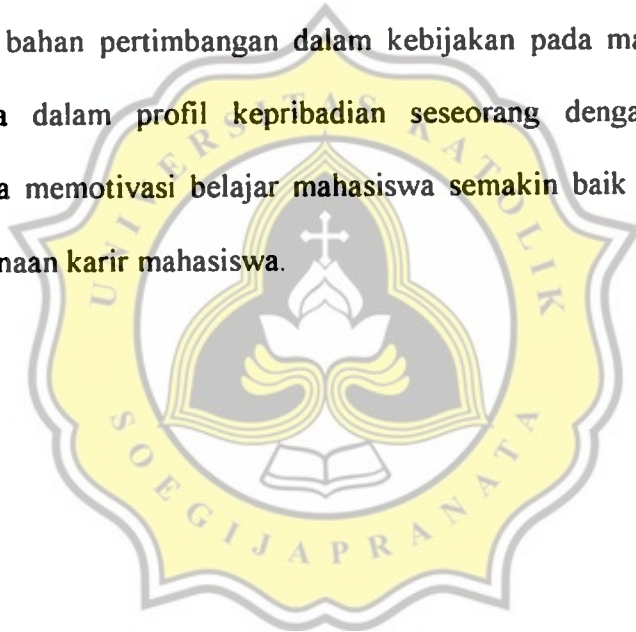 bahan pertimbangan dalam kebijakan pada ma
a dalam profil kepribadian seseorang denga
a memotivasi belajar mahasiswa semakin baik
naan karir mahasiswa.
UNIVERSITAS KATOLIK
SOEGIJAPRANATA